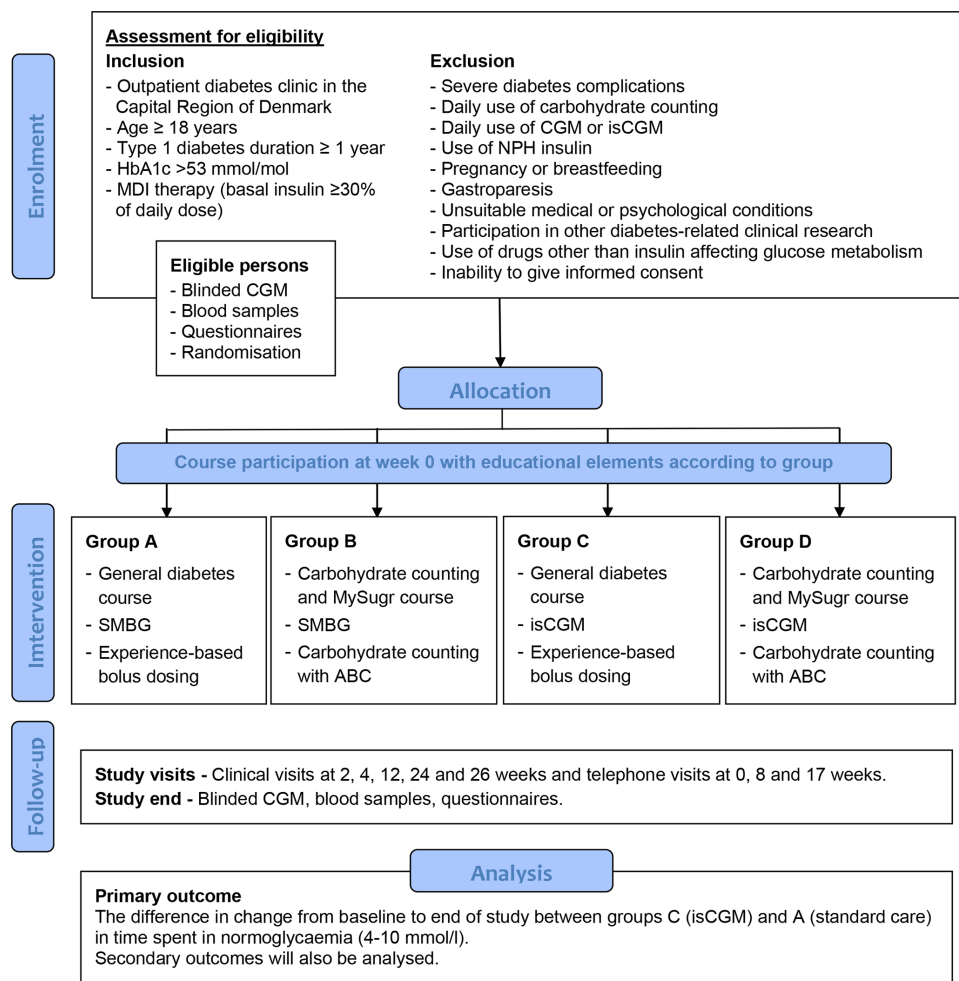 Enrolment
Assessment for eligibility
Inclusion
- Outpatient diabetes clinic in the
Capital Region of Denmark
- Age ≥ 18 years
- Type 1 diabetes duration ≥ 1 year
- HbA1c >53 mmol/mol
- MDI therapy (basal insulin ≥30%
of daily dose)
Exclusion
- Severe diabetes complications
- Daily use of carbohydrate counting
- Daily use of CGM or isCGM
- Use of NPH insulin
- Pregnancy or breastfeeding
- Gastroparesis
- Unsuitable medical or psychological conditions
- Participation in other diabetes-related clinical research
- Use of drugs other than insulin affecting glucose metabolism
- Inability to give informed consent
Eligible persons
- Blinded CGM
- Blood samples
- Questionnaires
- Randomisation
Allocation
Course participation at week 0 with educational elements according to group
Imtervention
Group A
- General diabetes
course
- SMBG
- Experience-based
bolus dosing
Group B
- Carbohydrate counting
and MySugr course
- SMBG
- Carbohydrate counting
with ABC
Group C
- General diabetes
course
- isCGM
- Experience-based
bolus dosing
Group D
- Carbohydrate counting
and MySugr course
- isCGM
- Carbohydrate counting
with ABC
Follow-up
Study visits - Clinical visits at 2, 4, 12, 24 and 26 weeks and telephone visits at 0, 8 and 17 weeks.
Study end - Blinded CGM, blood samples, questionnaires.
Analysis
Primary outcome
The difference in change from baseline to end of study between groups C (isCGM) and A (standard care)
in time spent in normoglycaemia (4-10 mmol/l).
Secondary outcomes will also be analysed.